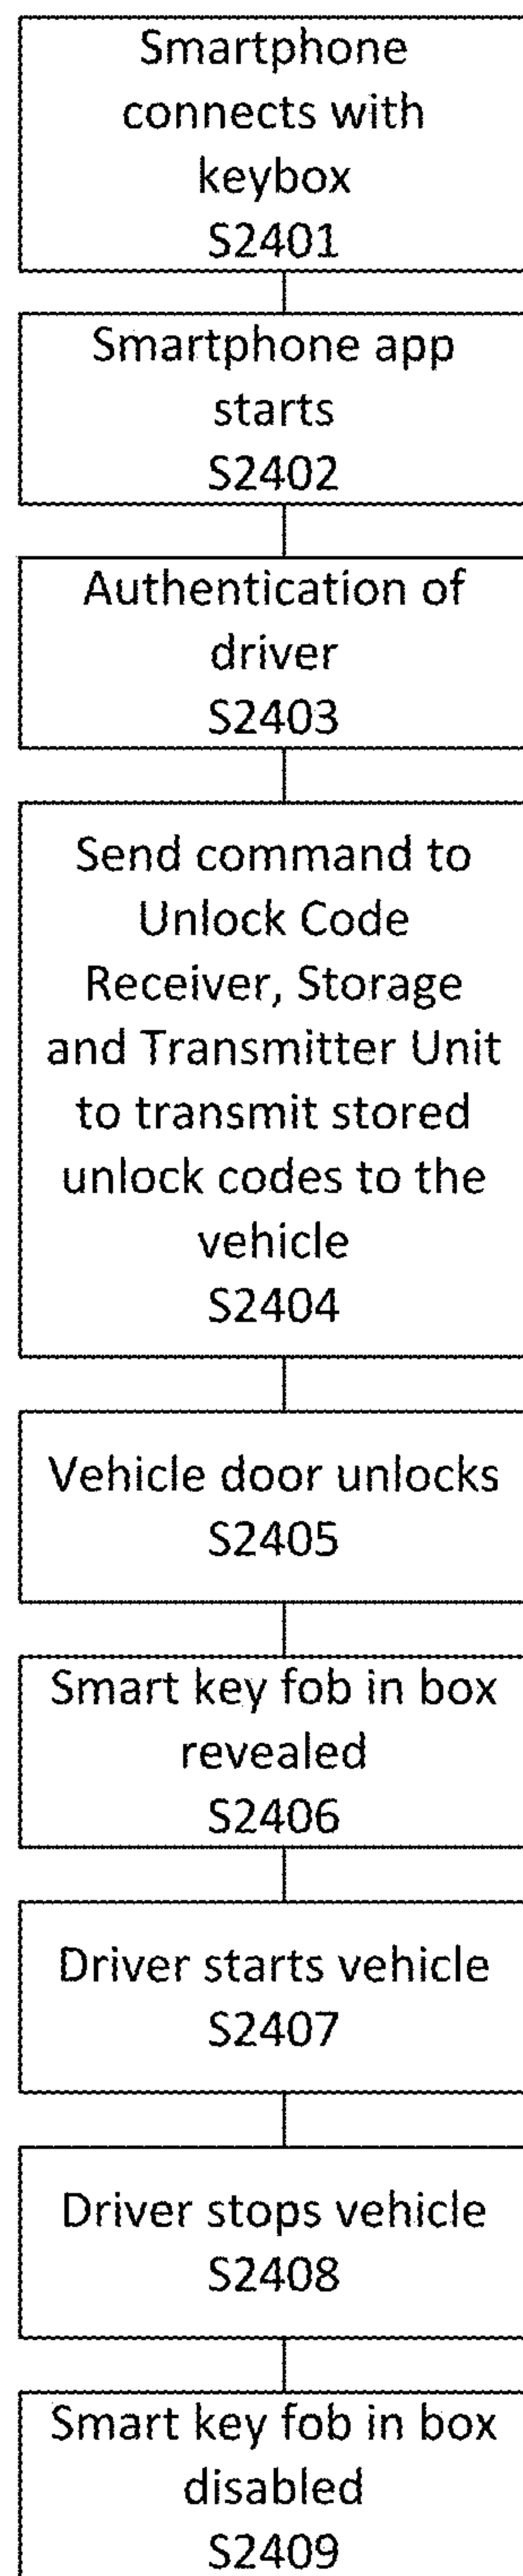 Smartphone
connects with
keybox
S2401
Smartphone app
starts
S2402
Authentication of
driver
S2403
Send command to
Unlock Code
Receiver, Storage
and Transmitter Unit
to transmit stored
unlock codes to the
vehicle
S2404
Vehicle door unlocks
S2405
Smart key fob in box
revealed
S2406
Driver starts vehicle
S2407
Driver stops vehicle
S2408
Smart key fob in box
disabled
S2409